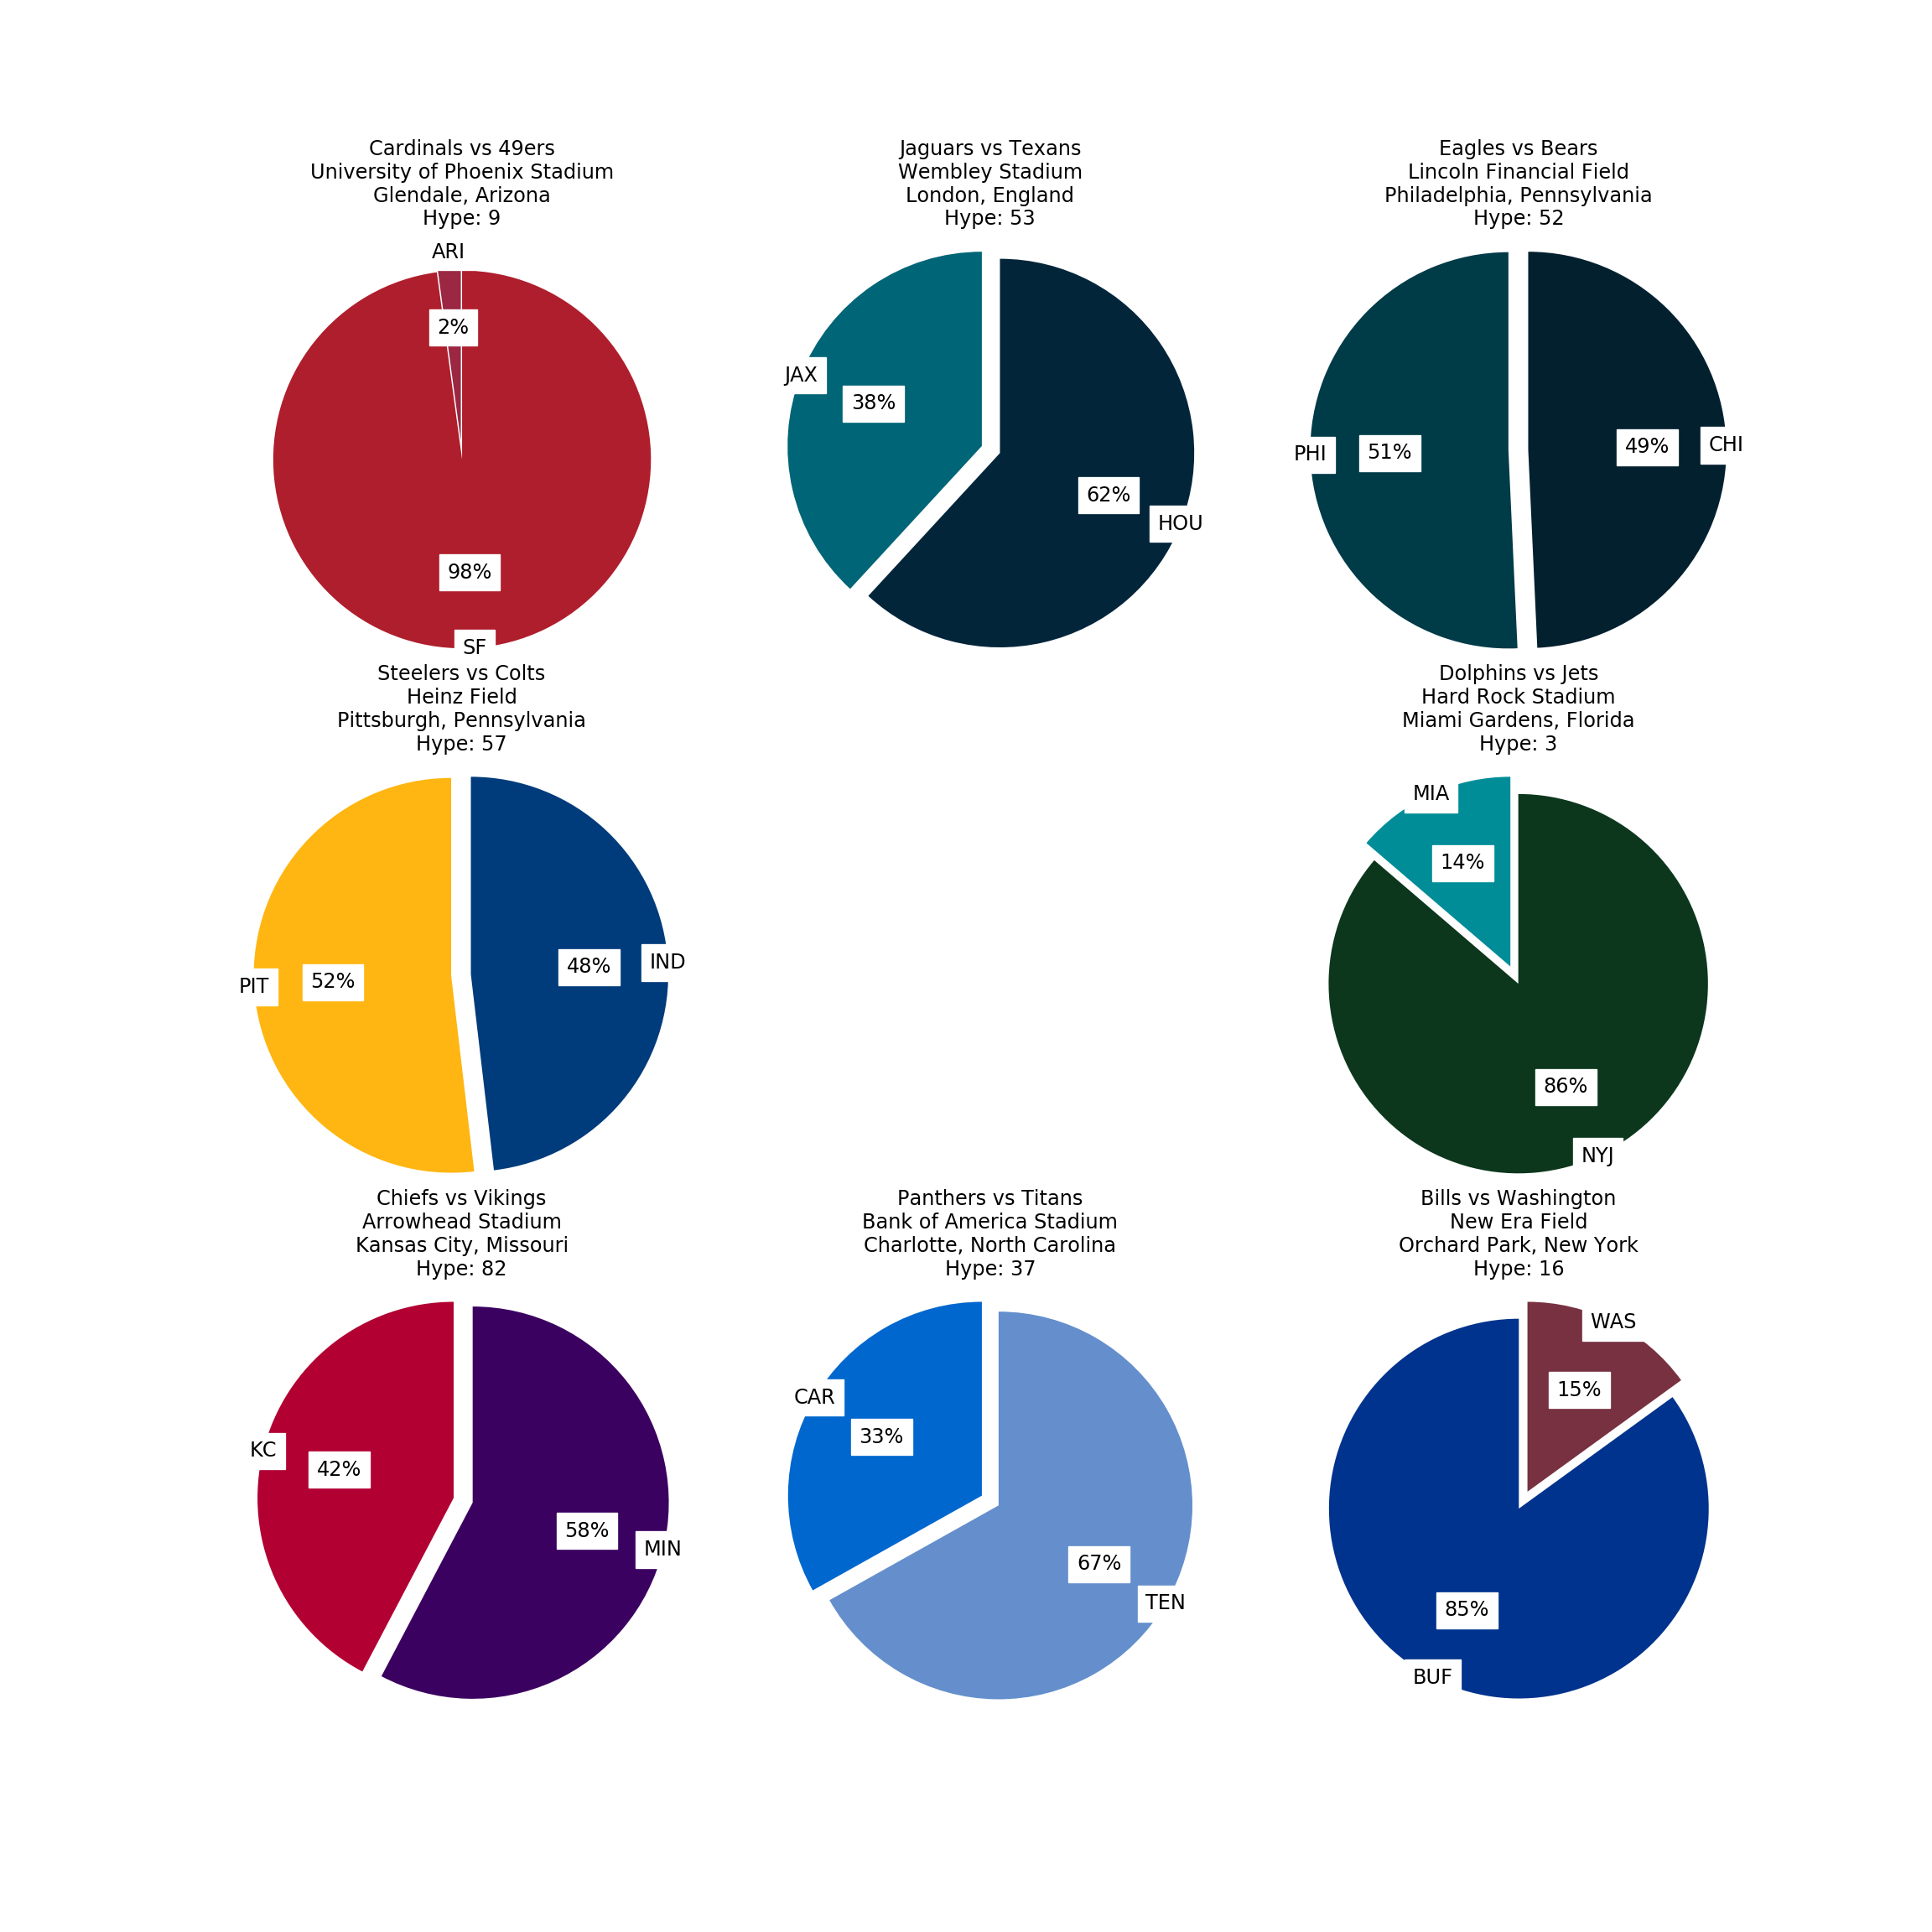 Cardinals vs 49ers
University of Phoenix Stadium
Glendale, Arizona
Hype: 9
ARI
2%
98%
SF
Jaguars vs Texans
Wembley Stadium
London, England
Hype: 53
JAX
38%
62%
HOU
Eagles vs Bears
Lincoln Financial Field
Philadelphia, Pennsylvania
Hype: 52
PHI
51%
49%
CHI
Steelers vs Colts
Heinz Field
Pittsburgh, Pennsylvania
Hype: 57
PIT
52%
48%
IND
Dolphins vs Jets
Hard Rock Stadium
Miami Gardens, Florida
Hype: 3
MIA
14%
86%
NYJ
Chiefs vs Vikings
Arrowhead Stadium
Kansas City, Missouri
Hype: 82
KC
42%
58%
MIN
Panthers vs Titans
Bank of America Stadium
Charlotte, North Carolina
Hype: 37
CAR
33%
67%
TEN
Bills vs Washington
New Era Field
Orchard Park, New York
Hype: 16
WAS
15%
85%
BUF